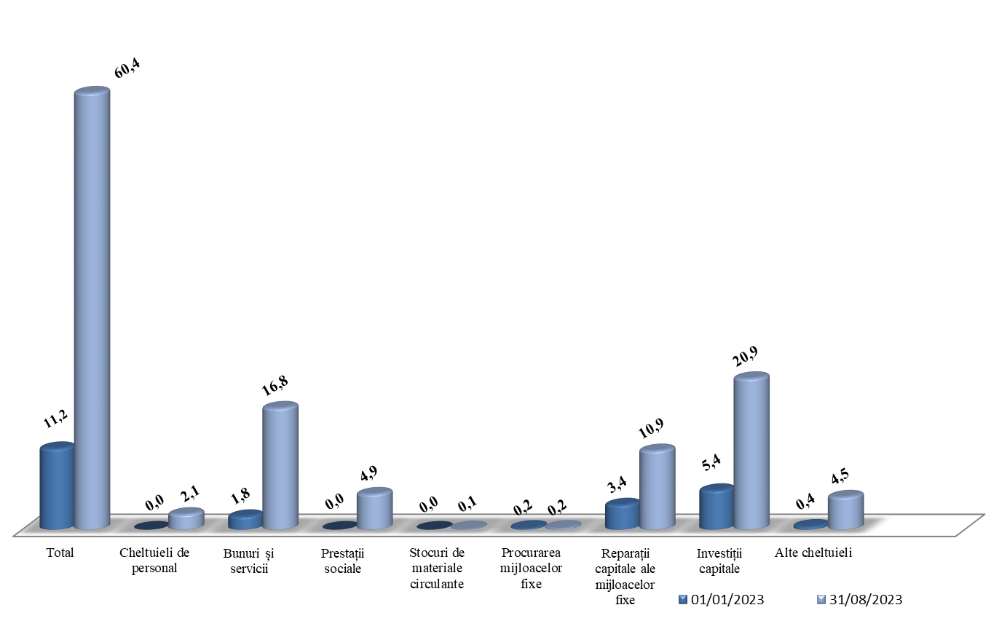 60,4
11,2
0,0
2,1
1,8
16,8
0,0
4,9
0,0
0,1
0,2
0,2
3,4
10,9
5,4
20,9
0,4
4,5
Total
Cheltuieli de
personal
Bunuri și
servicii
Prestații
sociale
Stocuri de
materiale
circulante
Procurarea
mijloacelor
fixe
Reparații
capitale ale
mijloacelor
fixe
Investiții
capitale
Alte cheltuieli
01/01/2023
31/08/2023